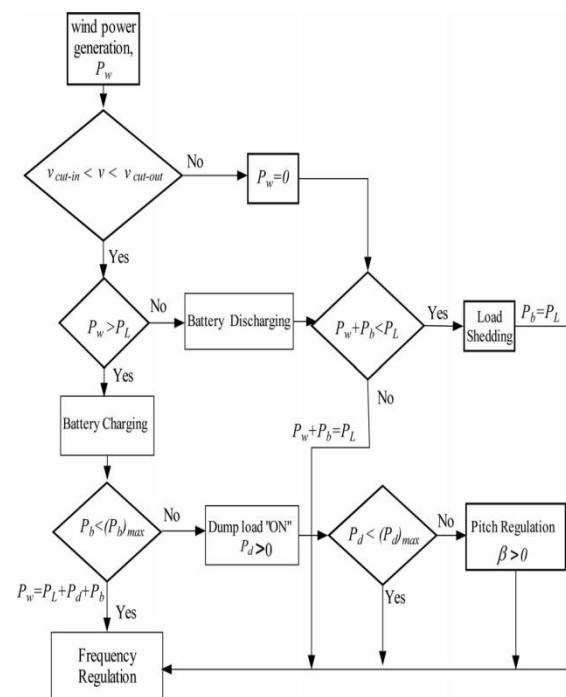 wind power
generation,
P_w
v_cut-in < v < v_cut-out
No
P_w=0
Yes
P_w>P_L
No
Battery Discharging
P_w+P_b<P_L
Yes
Load
Shedding
P_b=P_L
Yes
No
Battery Charging
P_w+P_b=P_L
P_b<(P_b)_max
No
Dump load "ON"
P_d>0
P_d < (P_d)_max
No
Pitch Regulation
β>0
P_w=P_L+P_d+P_b
Yes
Yes
Frequency
Regulation